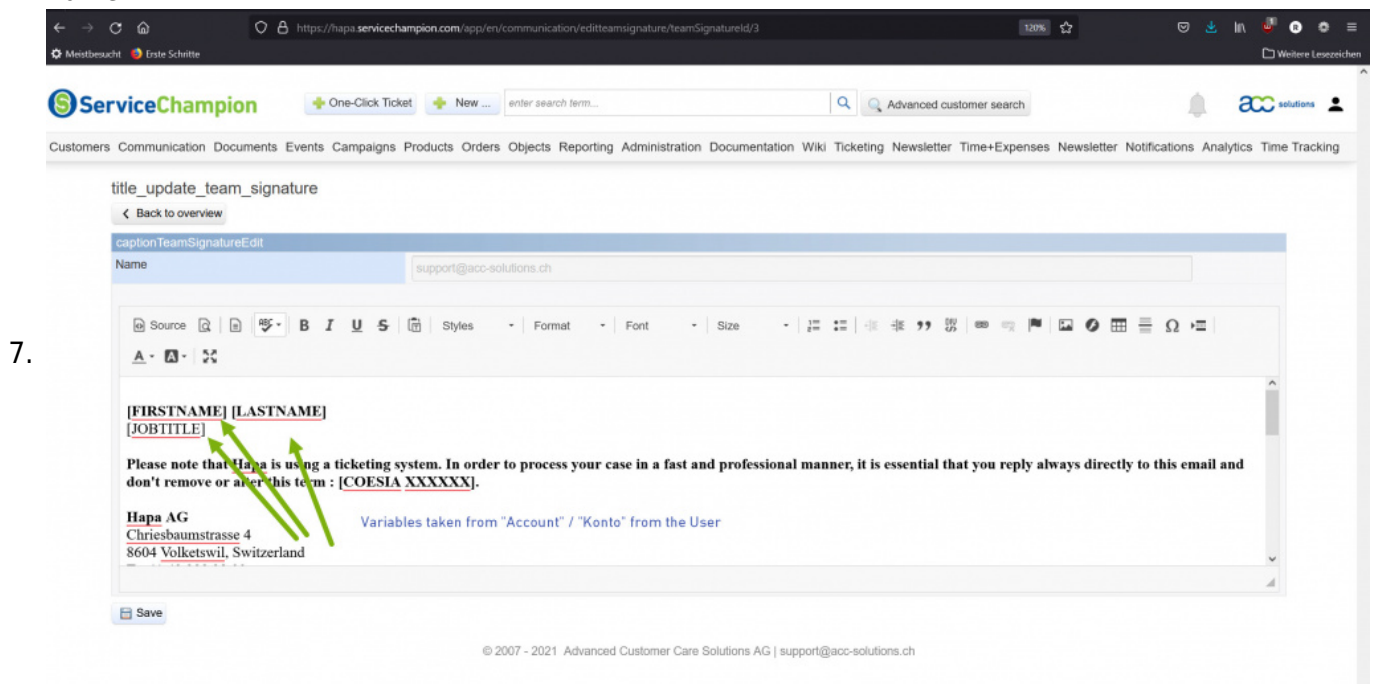 https://hapa.servicechampion.com/app/en/communication/editteamsignature/teamSignatureId/3 120%
Meistbesucht Erste Schritte Weitere Lesezeichen
ServiceChampion One-Click Ticket New ... enter search term... Advanced customer search acc solutions
Customers Communication Documents Events Campaigns Products Orders Objects Reporting Administration Documentation Wiki Ticketing Newsletter Time+Expenses Newsletter Notifications Analytics Time Tracking
title_update_team_signature
Back to overview
captionTeamSignatureEdit
Name support@acc-solutions.ch
Source ABC B I U S Styles Format Font Size Ω
7.
A A
[FIRSTNAME] [LASTNAME]
[JOBTITLE]
Please note that Hapa is using a ticketing system. In order to process your case in a fast and professional manner, it is essential that you reply always directly to this email and
don't remove or alter this term : [COESIA XXXXXX].
Hapa AG
Variables taken from "Account" / "Konto" from the User
Chriesbaumstrasse 4
8604 Volketswil, Switzerland
Save
© 2007 - 2021 Advanced Customer Care Solutions AG | support@acc-solutions.ch